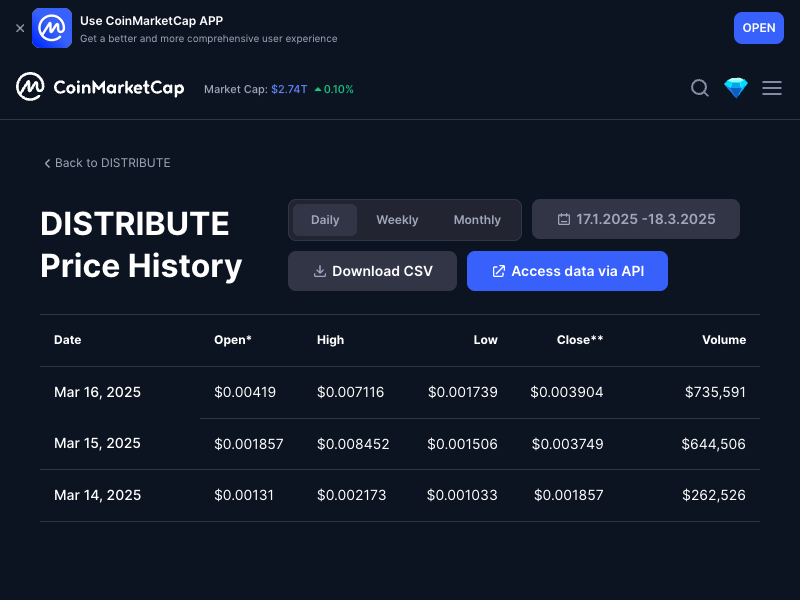 Use CoinMarketCap APP
Get a better and more comprehensive user experience
OPEN
CoinMarketCap
Market Cap: $2.74T 0.10%
Back to DISTRIBUTE
DISTRIBUTE
Price History
Daily Weekly Monthly
17.1.2025 -18.3.2025
Download CSV
Access data via API
Date Open* High Low Close** Volume
Mar 16, 2025 $0.00419 $0.007116 $0.001739 $0.003904 $735,591
Mar 15, 2025 $0.001857 $0.008452 $0.001506 $0.003749 $644,506
Mar 14, 2025 $0.00131 $0.002173 $0.001033 $0.001857 $262,526